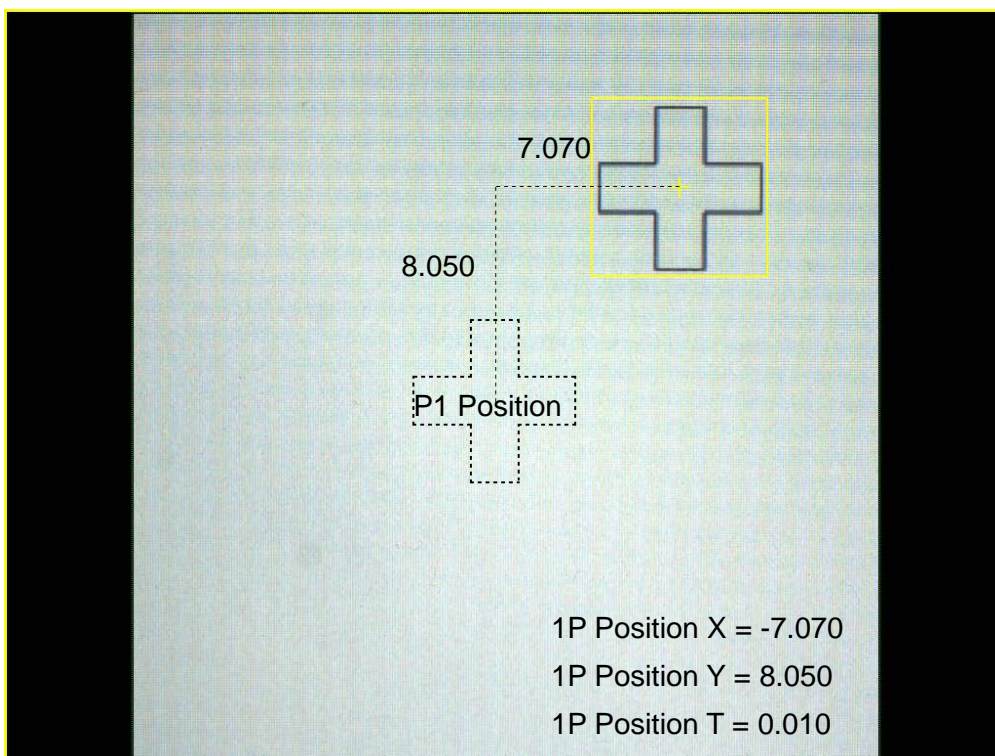 7.070
8.050
P1 Position
1P Position X = -7.070
1P Position Y = 8.050
1P Position T = 0.010